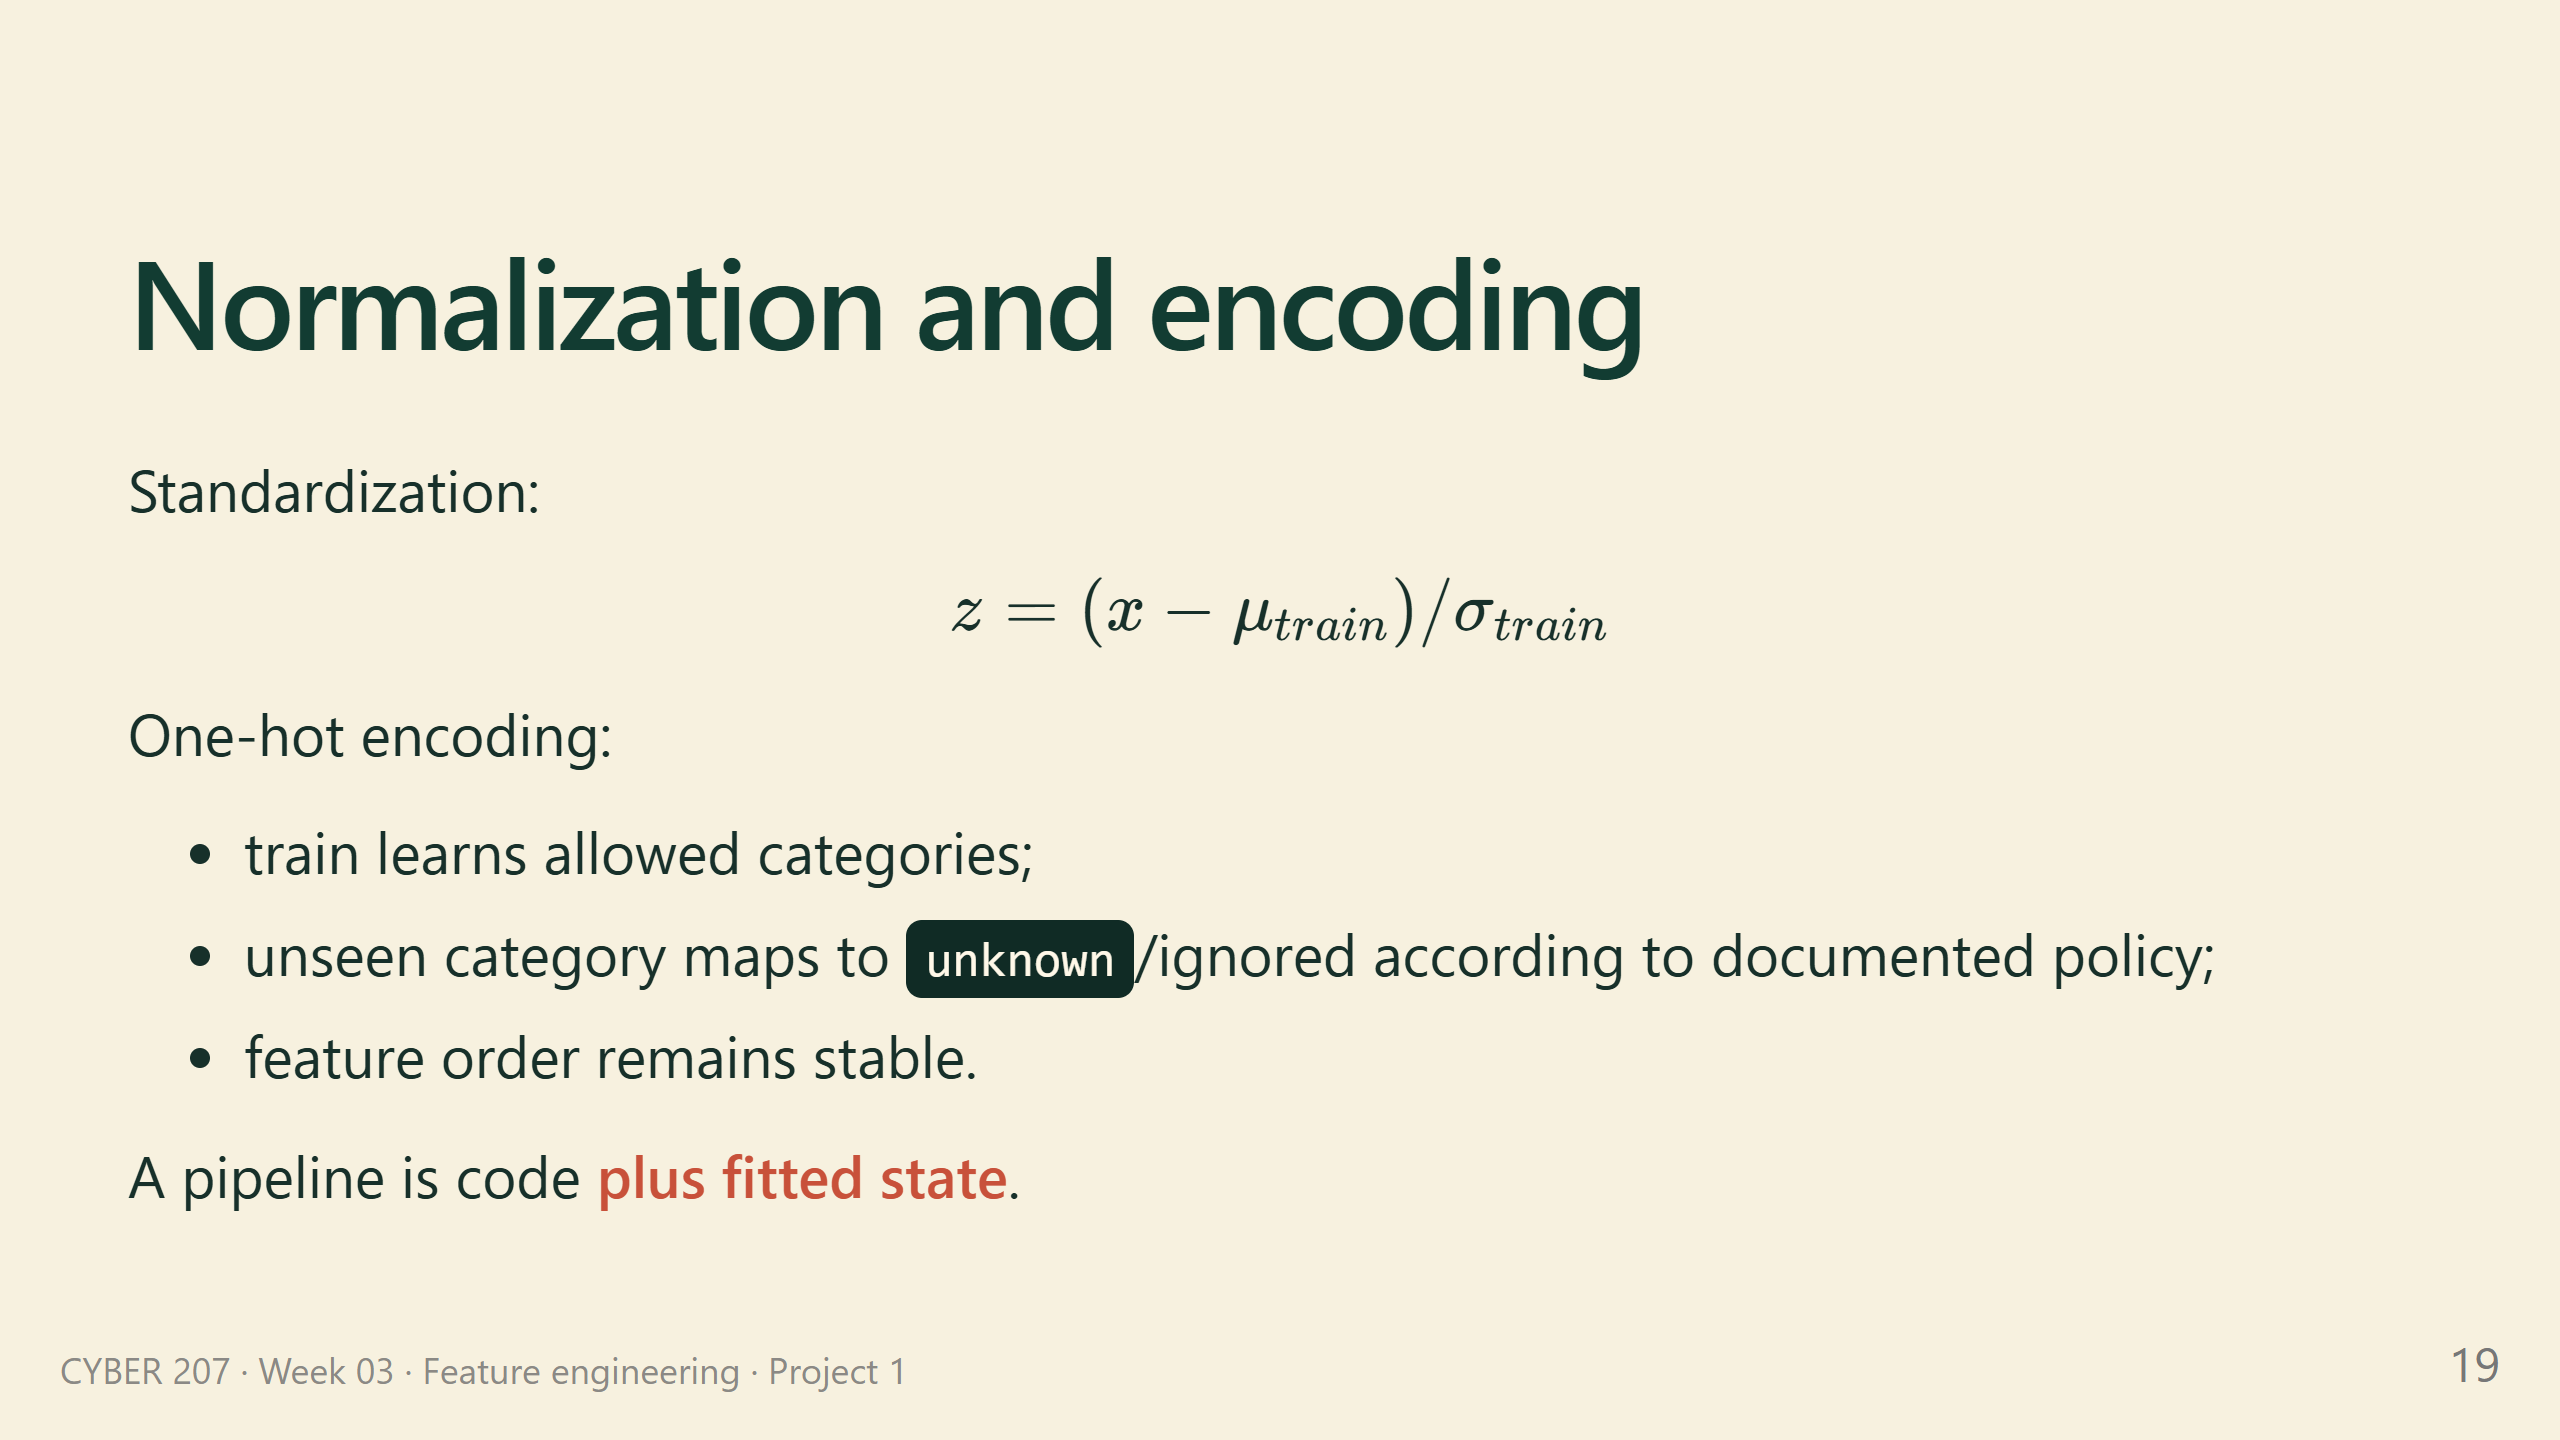 Normalization and encoding
Standardization:
z = (x − μ_train)/σ_train
One-hot encoding:
• train learns allowed categories;
• unseen category maps to unknown/ignored according to documented policy;
• feature order remains stable.
A pipeline is code plus fitted state.
CYBER 207 · Week 03 · Feature engineering · Project 1
19